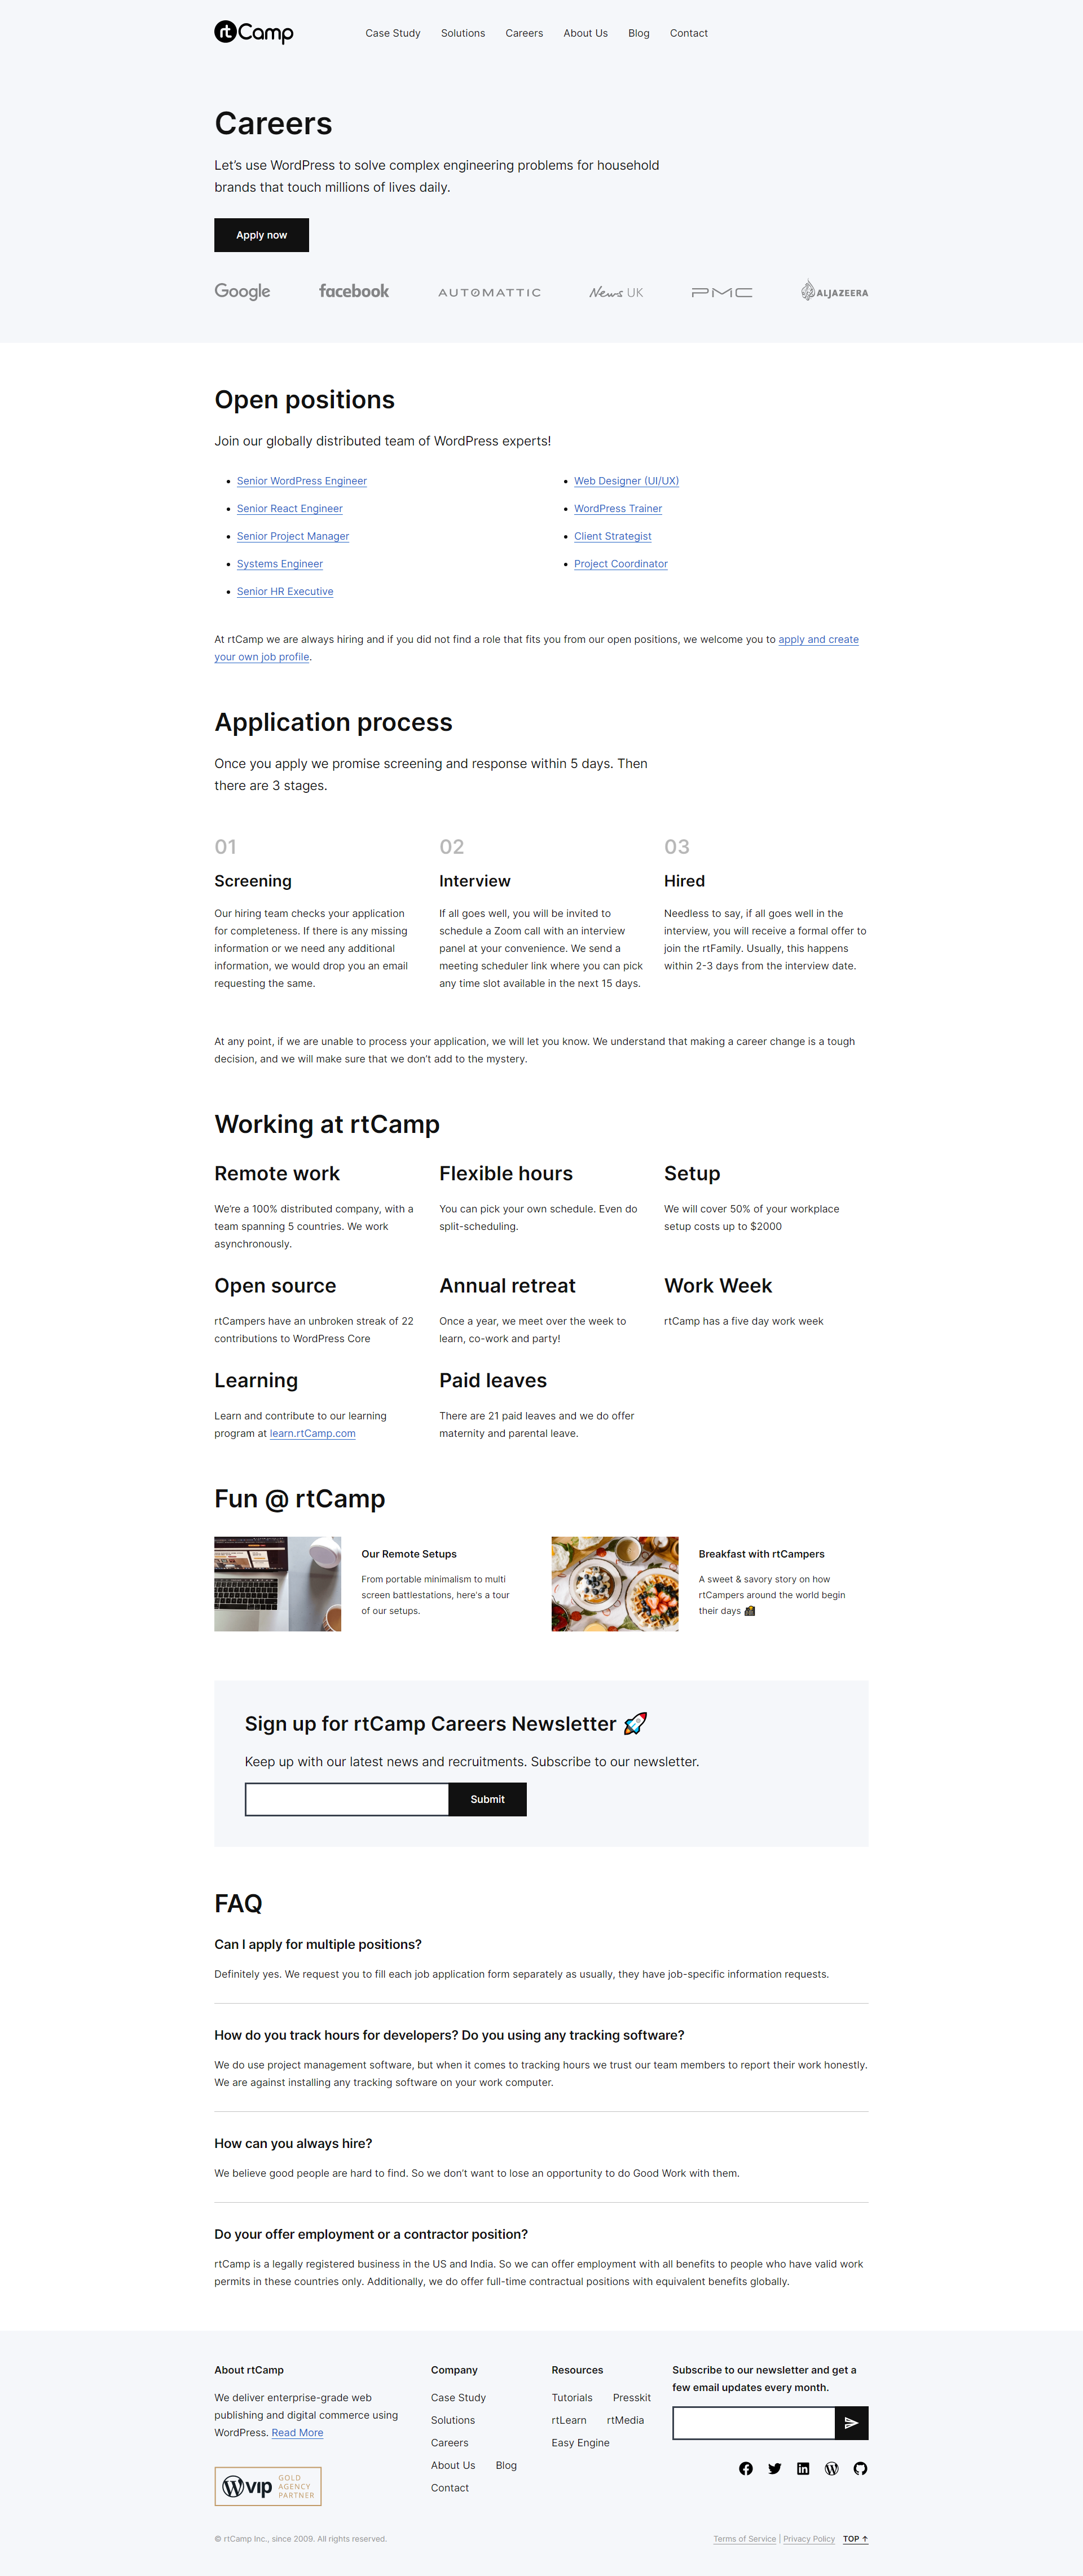 rtCamp
Case Study Solutions Careers About Us Blog Contact
Careers
Let’s use WordPress to solve complex engineering problems for household
brands that touch millions of lives daily.
Apply now
Google facebook AUTOMATTIC News UK PMC ALJAZEERA
Open positions
Join our globally distributed team of WordPress experts!
• Senior WordPress Engineer
• Senior React Engineer
• Senior Project Manager
• Systems Engineer
• Senior HR Executive
• Web Designer (UI/UX)
• WordPress Trainer
• Client Strategist
• Project Coordinator
At rtCamp we are always hiring and if you did not find a role that fits you from our open positions, we welcome you to apply and create
your own job profile.
Application process
Once you apply we promise screening and response within 5 days. Then
there are 3 stages.
01
Screening
Our hiring team checks your application
for completeness. If there is any missing
information or we need any additional
information, we would drop you an email
requesting the same.
02
Interview
If all goes well, you will be invited to
schedule a Zoom call with an interview
panel at your convenience. We send a
meeting scheduler link where you can pick
any time slot available in the next 15 days.
03
Hired
Needless to say, if all goes well in the
interview, you will receive a formal offer to
join the rtFamily. Usually, this happens
within 2-3 days from the interview date.
At any point, if we are unable to process your application, we will let you know. We understand that making a career change is a tough
decision, and we will make sure that we don’t add to the mystery.
Working at rtCamp
Remote work
We’re a 100% distributed company, with a
team spanning 5 countries. We work
asynchronously.
Flexible hours
You can pick your own schedule. Even do
split-scheduling.
Setup
We will cover 50% of your workplace
setup costs up to $2000
Open source
rtCampers have an unbroken streak of 22
contributions to WordPress Core
Annual retreat
Once a year, we meet over the week to
learn, co-work and party!
Work Week
rtCamp has a five day work week
Learning
Learn and contribute to our learning
program at learn.rtCamp.com
Paid leaves
There are 21 paid leaves and we do offer
maternity and parental leave.
Fun @ rtCamp
Our Remote Setups
From portable minimalism to multi
screen battlestations, here's a tour
of our setups.
Breakfast with rtCampers
A sweet & savory story on how
rtCampers around the world begin
their days
Sign up for rtCamp Careers Newsletter 🚀
Keep up with our latest news and recruitments. Subscribe to our newsletter.
Submit
FAQ
Can I apply for multiple positions?
Definitely yes. We request you to fill each job application form separately as usually, they have job-specific information requests.
How do you track hours for developers? Do you using any tracking software?
We do use project management software, but when it comes to tracking hours we trust our team members to report their work honestly.
We are against installing any tracking software on your work computer.
How can you always hire?
We believe good people are hard to find. So we don’t want to lose an opportunity to do Good Work with them.
Do your offer employment or a contractor position?
rtCamp is a legally registered business in the US and India. So we can offer employment with all benefits to people who have valid work
permits in these countries only. Additionally, we do offer full-time contractual positions with equivalent benefits globally.
About rtCamp
We deliver enterprise-grade web
publishing and digital commerce using
WordPress. Read More
WVIP GOLD
AGENCY
PARTNER
Company
Case Study
Solutions
Careers
About Us Blog
Contact
Resources
Tutorials Presskit
rtLearn rtMedia
Easy Engine
Subscribe to our newsletter and get a
few email updates every month.
© rtCamp Inc., since 2009. All rights reserved.
Terms of Service | Privacy Policy TOP ↑